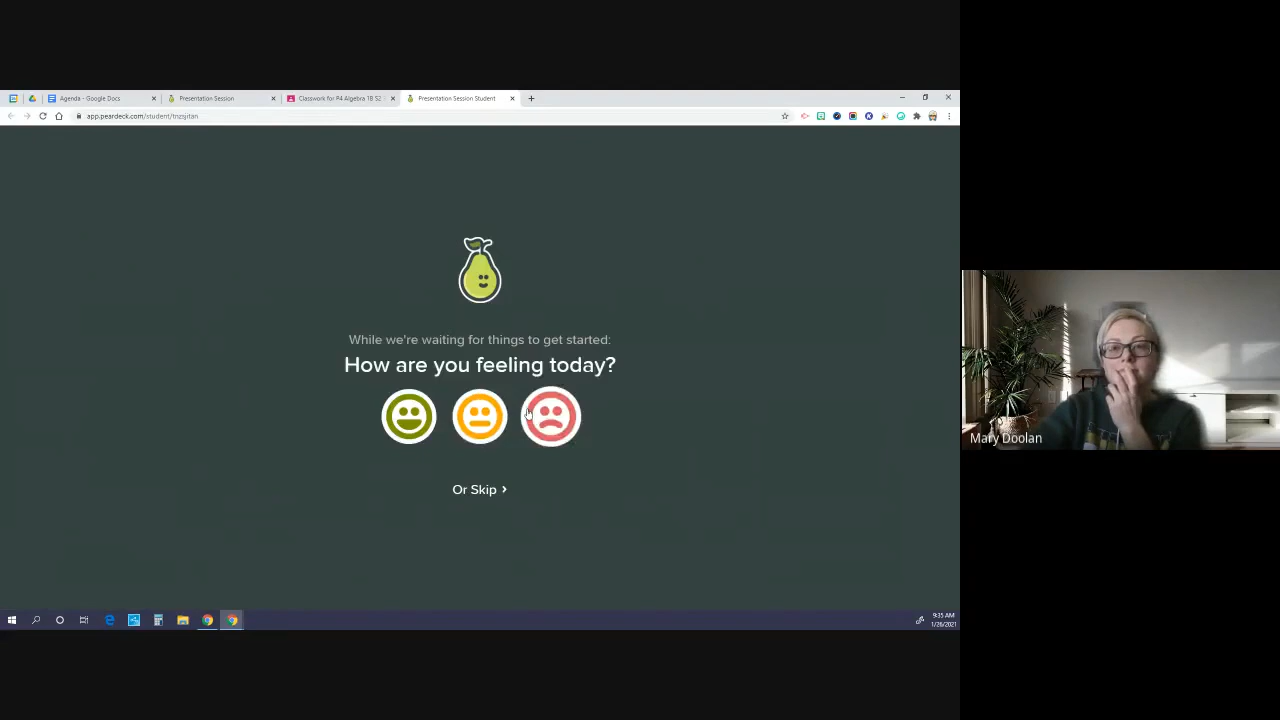 Agenda - Google Docs
Presentation Session
Classwork for P4 Algebra 1B S2
Presentation Session Student
app.peardeck.com/student/tnzsjitan
While we're waiting for things to get started:
How are you feeling today?
Or Skip
Mary Doolan
9:35 AM
1/26/2021